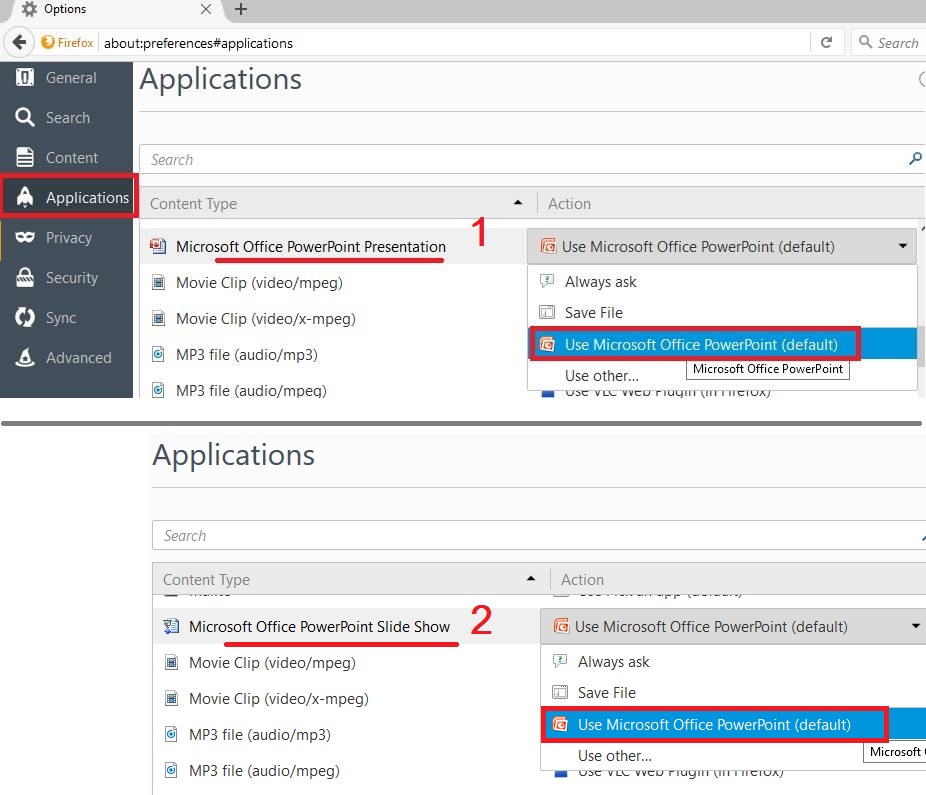 Options
Firefox about:preferences#applications Search
General
Search
Content
Applications
Privacy
Security
Sync
Advanced
Applications
Search
Content Type Action
Microsoft Office PowerPoint Presentation 1 Use Microsoft Office PowerPoint (default)
Movie Clip (video/mpeg) Always ask
Movie Clip (video/x-mpeg) Save File
Use Microsoft Office PowerPoint (default)
MP3 file (audio/mp3) Microsoft Office PowerPoint
Use other...
MP3 file (audio/mpeg) Use VLC Web Plugin (in Firefox)
Applications
Search
Content Type Action
Microsoft Office PowerPoint Slide Show 2 Use Microsoft Office PowerPoint (default)
Movie Clip (video/mpeg) Always ask
Movie Clip (video/x-mpeg) Save File
MP3 file (audio/mp3) Use Microsoft Office PowerPoint (default)
Use other... Microsoft
MP3 file (audio/mpeg) Use VLC Web Plugin (in Firefox)